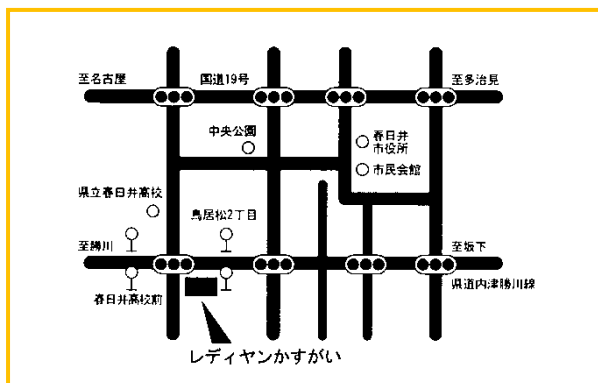 至名古屋
国道19号
至多治見
中央公園
春日井
市役所
市民会館
県立春日井高校
鳥居松2丁目
至勝川
至坂下
春日井高校前
県道内津勝川線
レディヤンかすがい